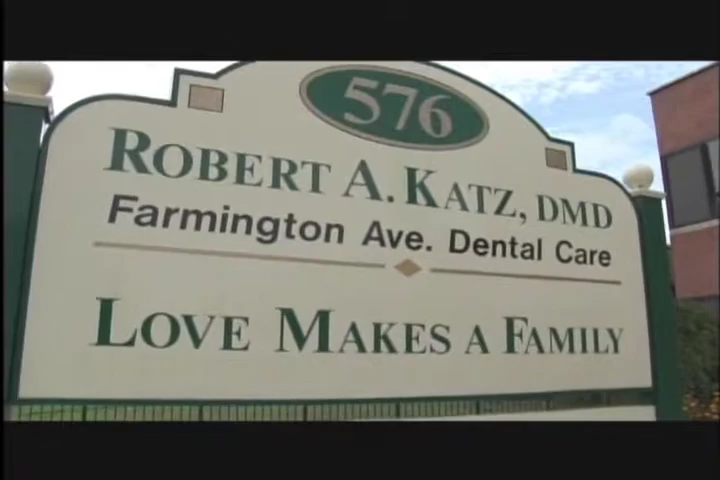 576
ROBERT A. KATZ, DMD
Farmington Ave. Dental Care
LOVE MAKES A FAMILY